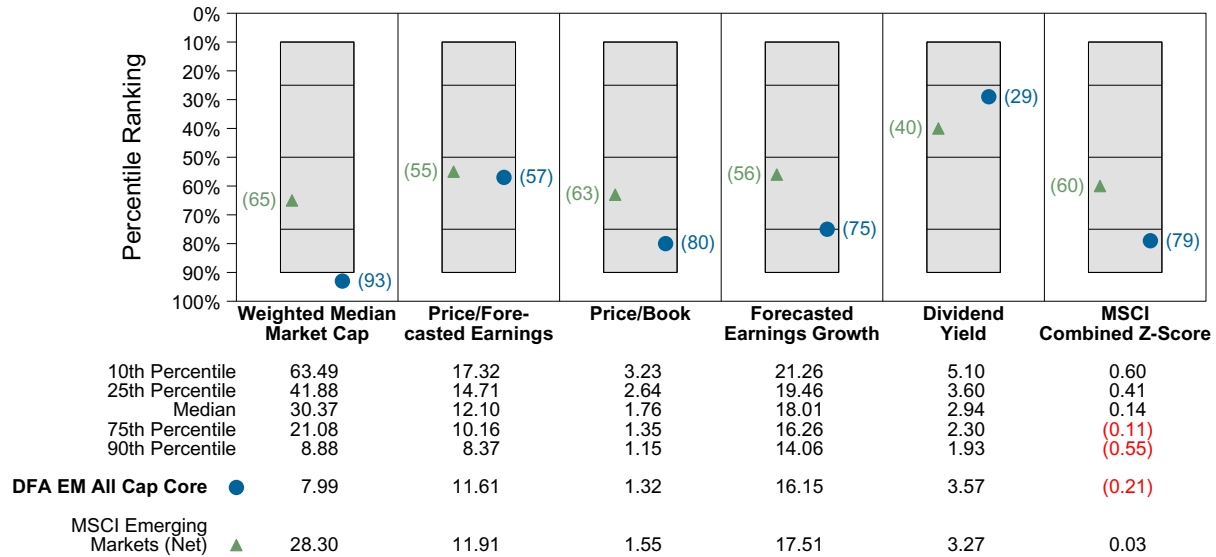 0%
10%
20%
30%
40%
50%
60%
70%
80%
90%
100%
Percentile Ranking
(65)
(93)
(55)
(57)
(63)
(80)
(56)
(75)
(40)
(29)
(60)
(79)
Weighted Median
Market Cap
Price/Fore-
casted Earnings
Price/Book
Forecasted
Earnings Growth
Dividend
Yield
MSCI
Combined Z-Score
10th Percentile 63.49 17.32 3.23 21.26 5.10 0.60
25th Percentile 41.88 14.71 2.64 19.46 3.60 0.41
Median 30.37 12.10 1.76 18.01 2.94 0.14
75th Percentile 21.08 10.16 1.35 16.26 2.30 (0.11)
90th Percentile 8.88 8.37 1.15 14.06 1.93 (0.55)
DFA EM All Cap Core 7.99 11.61 1.32 16.15 3.57 (0.21)
MSCI Emerging
Markets (Net) 28.30 11.91 1.55 17.51 3.27 0.03